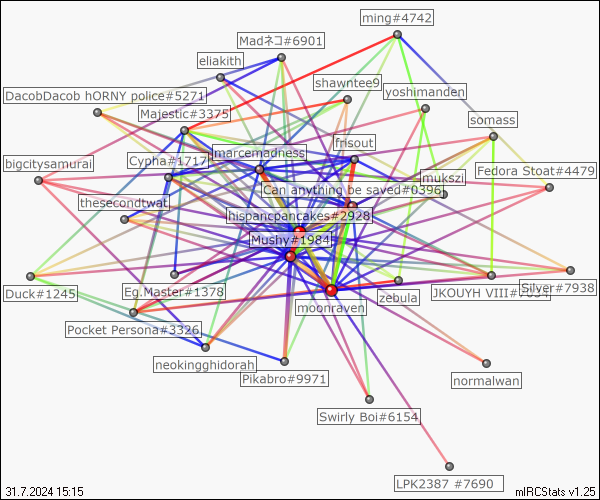 ming#4742
Madネコ#6901
eliakith
shawntee9
yoshimanden
DacobDacob hORNY police#5271
Majestic#3375
somass
frisout
marcemadness
Cypha#1717
bigcitysamurai
Fedora Stoat#4479
mukszi
Can anything be saved#0396
thesecondtwat
hispancpancakes#2928
Mushy#1984
Duck#1245
Eg.Master#1378
JKOUYH VIII#
Silver#7938
zebula
moonraven
Pocket Persona#3326
neokingghidorah
Pikabro#9971
normalwan
Swirly Boi#6154
LPK2387 #7690
31.7.2024 15:15
mIRCStats v1.25